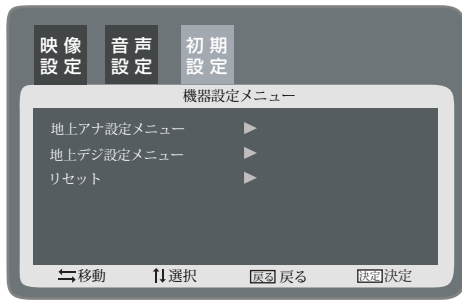 映像 音声 初期
設定 設定 設定
機器設定メニュー
地上アナ設定メニュー ▶
地上デジ設定メニュー ▶
リセット ▶
⇆移動 ↑↓選択 戻る 戻る 決定 決定